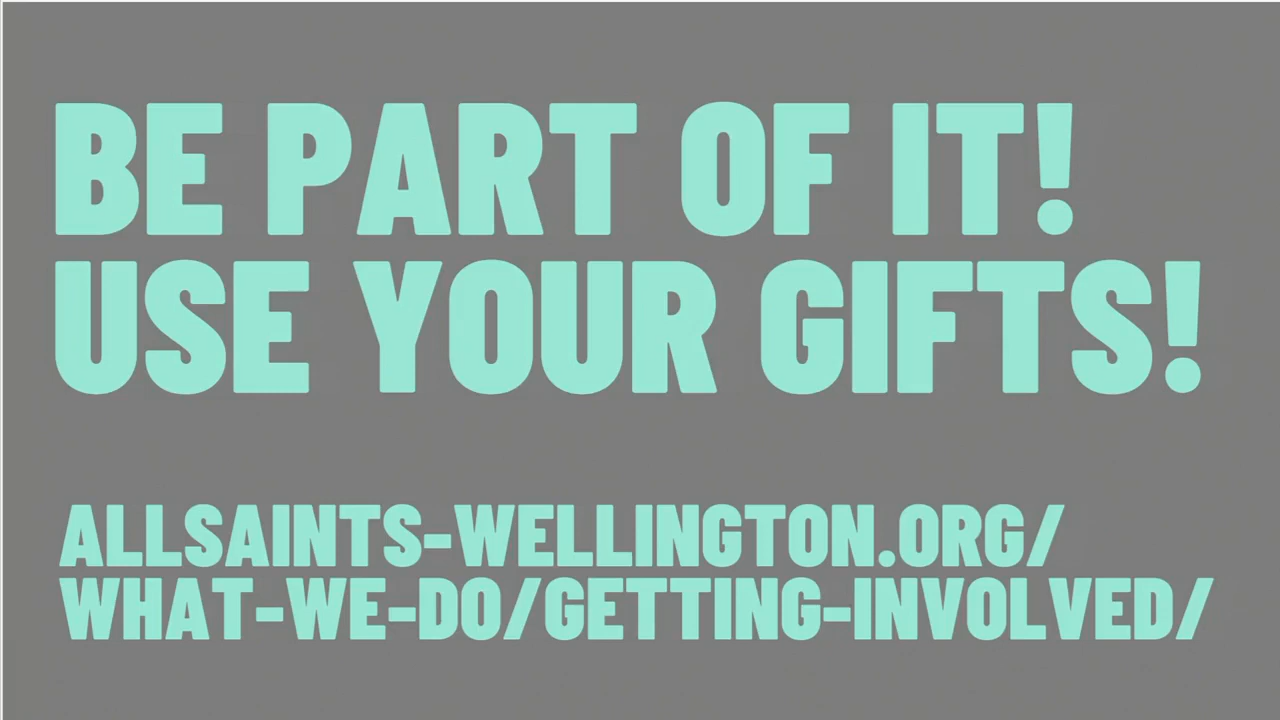 BE PART OF IT!
USE YOUR GIFTS!
ALLSAINTS-WELLINGTON.ORG/
WHAT-WE-DO/GETTING-INVOLVED/